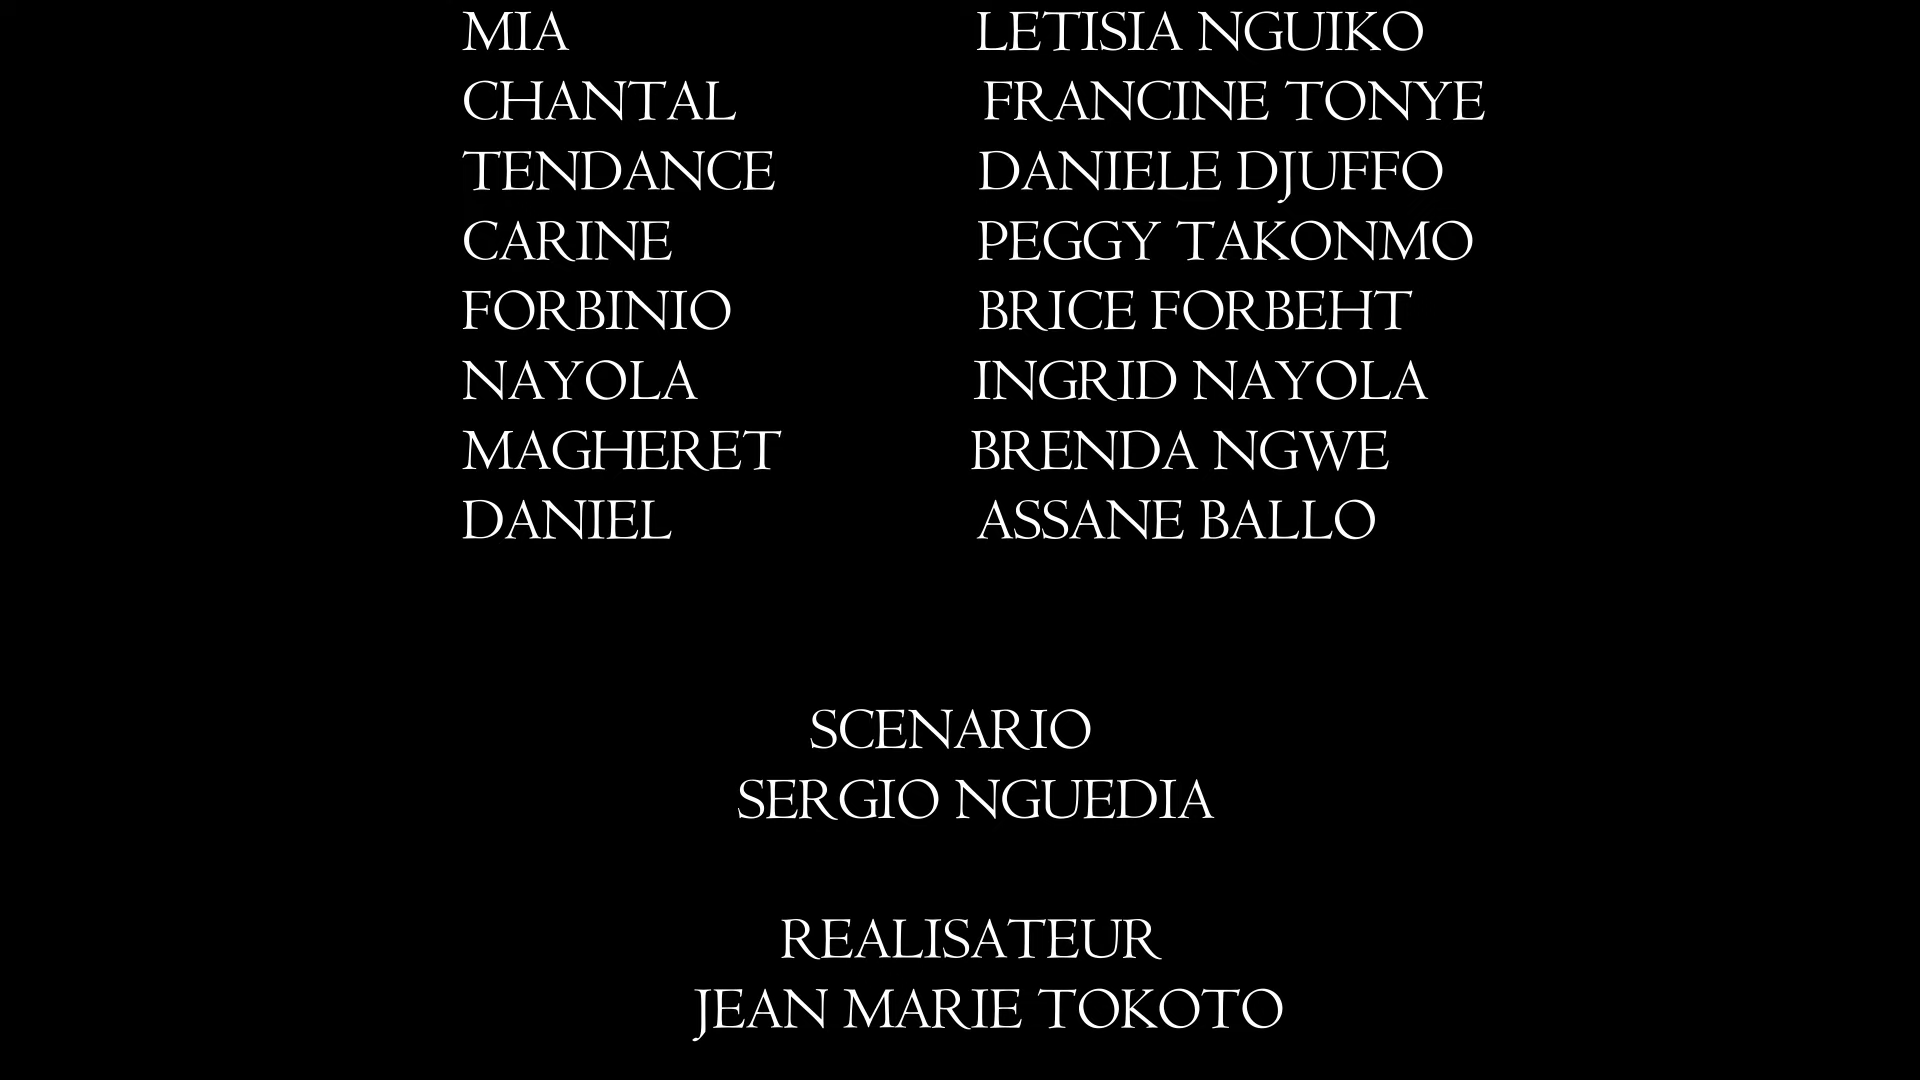 MIA LETISIA NGUIKO
CHANTAL FRANCINE TONYE
TENDANCE DANIELE DJUFFO
CARINE PEGGY TAKONMO
FORBINIO BRICE FORBEHT
NAYOLA INGRID NAYOLA
MAGHERET BRENDA NGWE
DANIEL ASSANE BALLO
SCENARIO
SERGIO NGUEDIA
REALISATEUR
JEAN MARIE TOKOTO